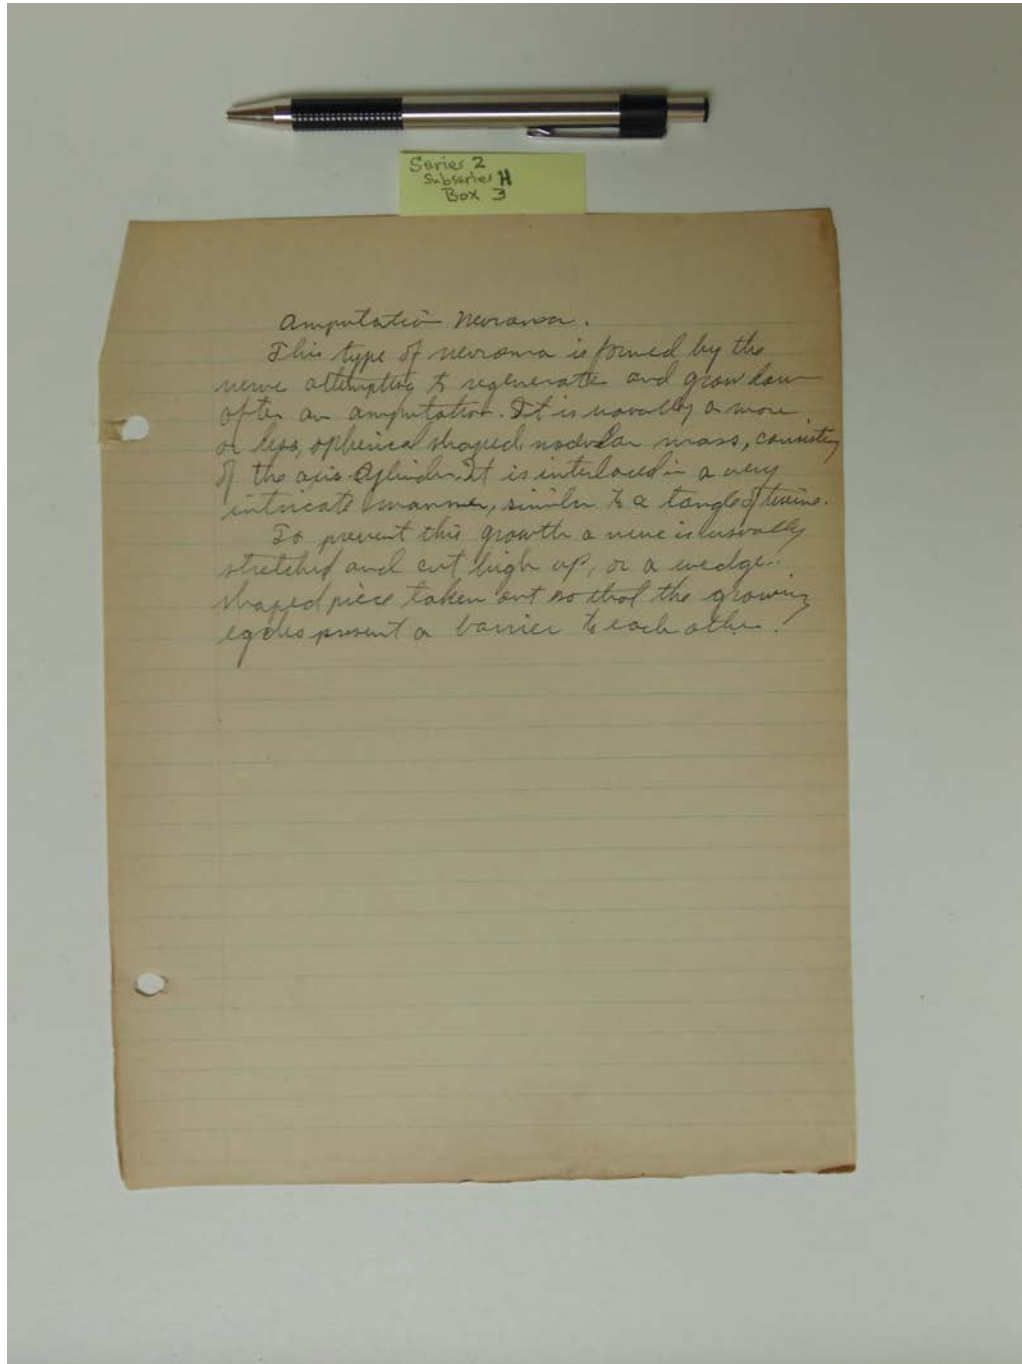 Series 2
Subseries H
Box 3
Amputation Neuroma.
This type of neuroma is formed by the
nerve attempting to regenerate and grow down
after an amputation. It is usually a more
or less, spherical shaped nodular mass, consisting
of the axis-cylinder. It is interlaced in a very
intricate manner, similar to a tangle of twine.
To prevent this growth a nerve is usually
stretched and cut high up, or a wedge
shaped piece taken out so that the growing
present a barrier to each other.